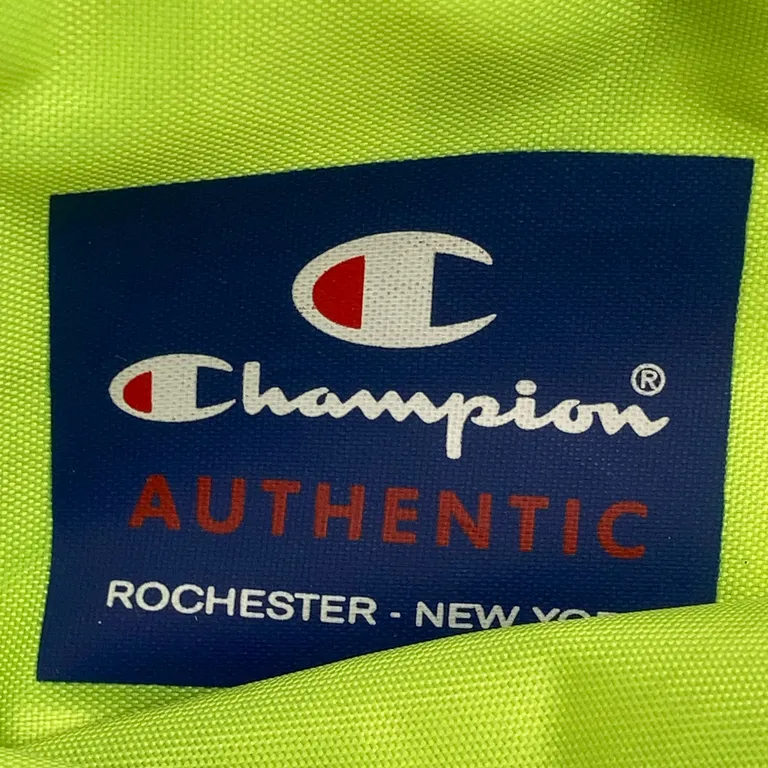 Champion®
AUTHENTIC
ROCHESTER - NEW